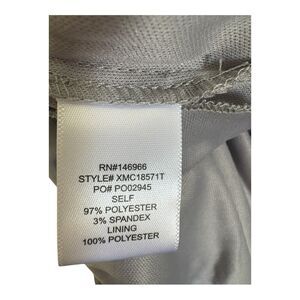 RN#146966
STYLE# XMC18571T
PO# PO02945
SELF
97% POLYESTER
3% SPANDEX
LINING
100% POLYESTER